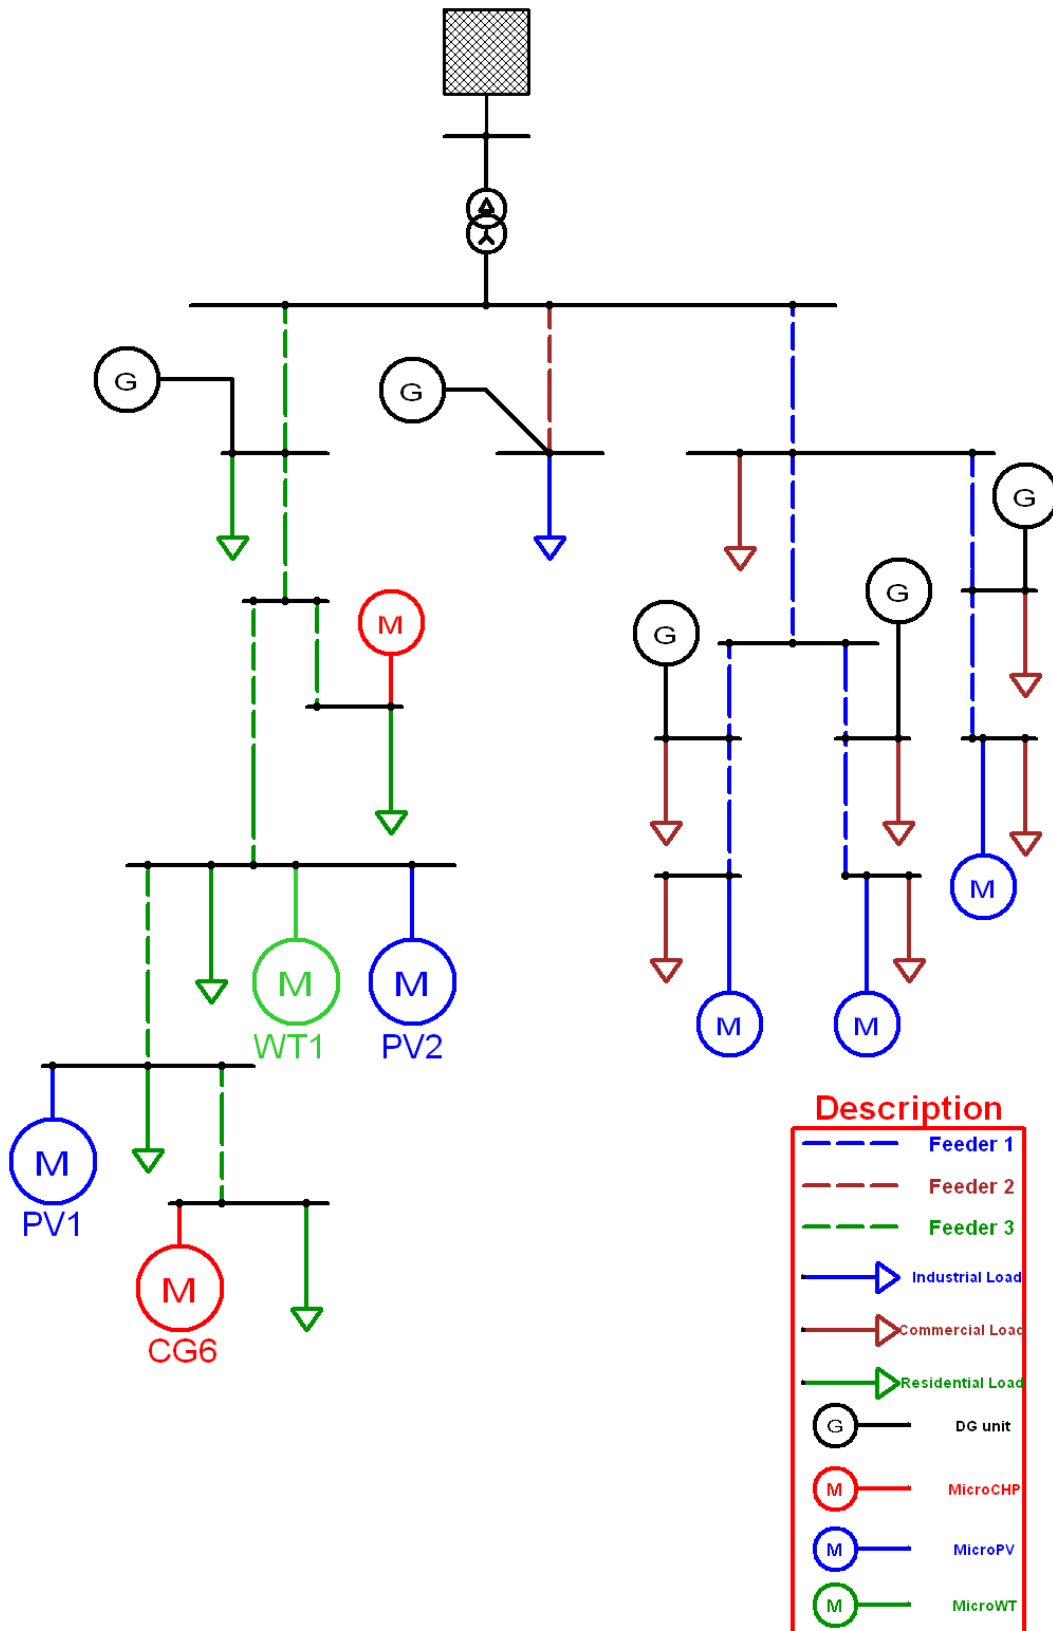 G
G
G
G
G
M
M
M
M
WT1
PV2
M
M
M
PV1
M
CG6
Description
Feeder 1
Feeder 2
Feeder 3
Industrial Load
Commercial Load
Residential Load
G DG unit
M MicroCHP
M MicroPV
M MicroWT